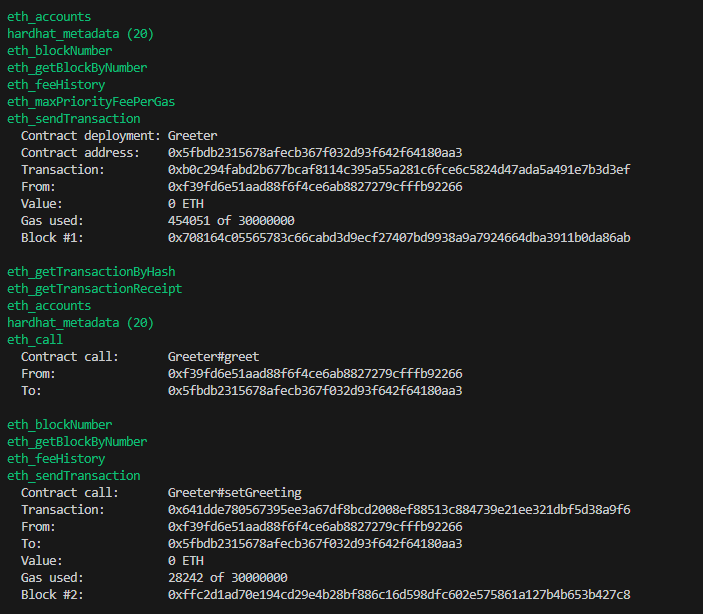 eth_accounts
hardhat_metadata (20)
eth_blockNumber
eth_getBlockByNumber
eth_feeHistory
eth_maxPriorityFeePerGas
eth_sendTransaction
Contract deployment: Greeter
Contract address: 0x5fbdb2315678afecb367f032d93f642f64180aa3
Transaction: 0xb0c294fabd2b677bcaf8114c395a55a281c6fce6c5824d47ada5a491e7b3d3ef
From: 0xf39fd6e51aad88f6f4ce6ab8827279cfffb92266
Value: 0 ETH
Gas used: 454051 of 30000000
Block #1: 0x708164c05565783c66cabd3d9ecf27407bd9938a9a7924664dba3911b0da86ab
eth_getTransactionByHash
eth_getTransactionReceipt
eth_accounts
hardhat_metadata (20)
eth_call
Contract call: Greeter#greet
From: 0xf39fd6e51aad88f6f4ce6ab8827279cfffb92266
To: 0x5fbdb2315678afecb367f032d93f642f64180aa3
eth_blockNumber
eth_getBlockByNumber
eth_feeHistory
eth_sendTransaction
Contract call: Greeter#setGreeting
Transaction: 0x641dde780567395ee3a67df8bcd2008ef88513c884739e21ee321dbf5d38a9f6
From: 0xf39fd6e51aad88f6f4ce6ab8827279cfffb92266
To: 0x5fbdb2315678afecb367f032d93f642f64180aa3
Value: 0 ETH
Gas used: 28242 of 30000000
Block #2: 0xffc2d1ad70e194cd29e4b28bf886c16d598dfc602e575861a127b4b653b427c8